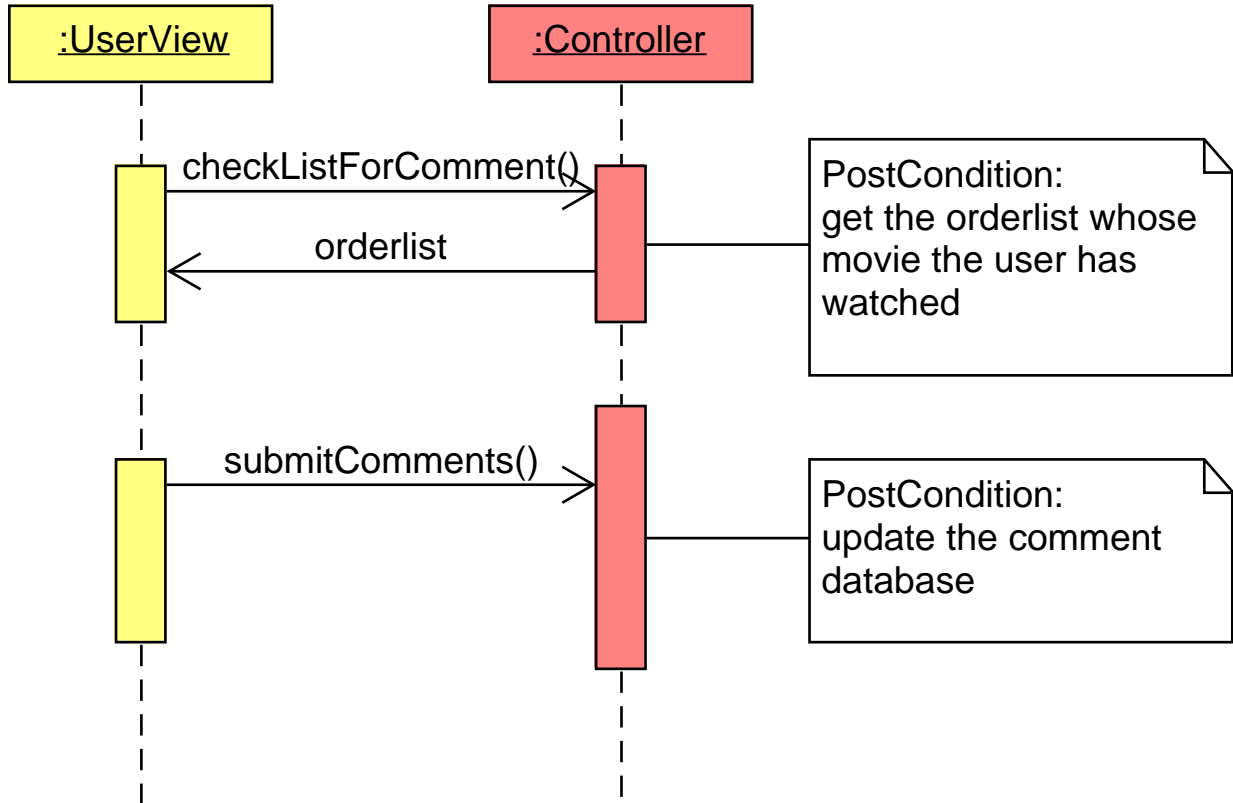 :UserView
:Controller
checkListForComment()
orderlist
PostCondition:
get the orderlist whose
movie the user has
watched
submitComments()
PostCondition:
update the comment
database